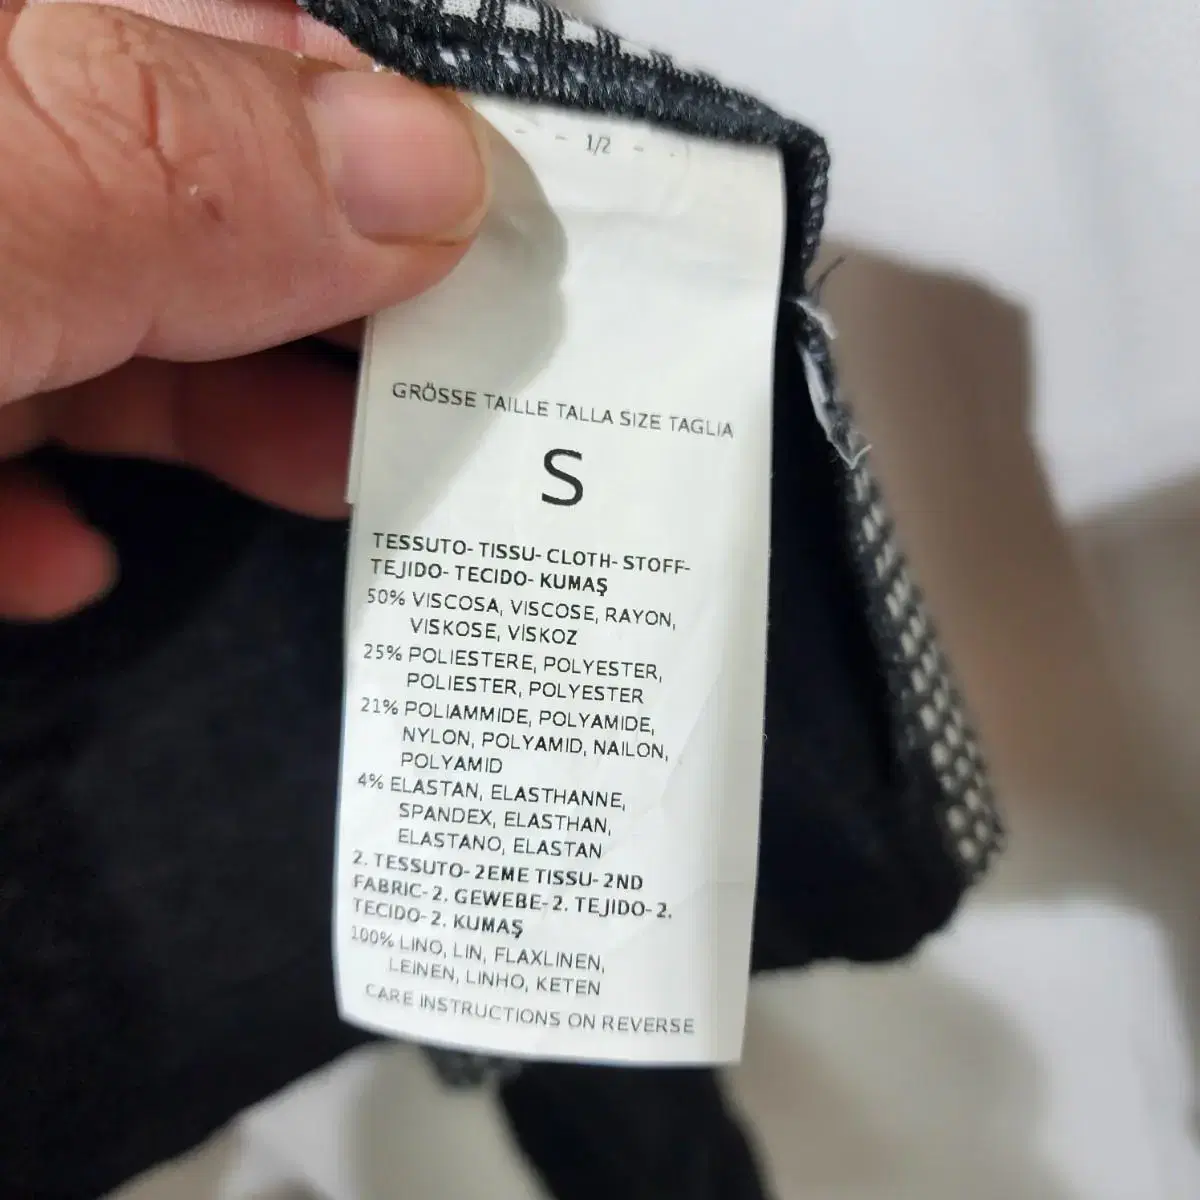 - - 1/2 - -
GRÖSSE TAILLE TALLA SIZE TAGLIA
S
TESSUTO- TISSU- CLOTH- STOFF-
TEJIDO- TECIDO- KUMAŞ
50% VISCOSA, VISCOSE, RAYON,
VISKOSE, VİSKOZ
25% POLIESTERE, POLYESTER,
POLIESTER, POLYESTER
21% POLIAMMIDE, POLYAMIDE,
NYLON, POLYAMID, NAILON,
POLYAMID
4% ELASTAN, ELASTHANNE,
SPANDEX, ELASTHAN,
ELASTANO, ELASTAN
2. TESSUTO- 2EME TISSU- 2ND
FABRIC- 2. GEWEBE- 2. TEJIDO- 2.
TECIDO- 2. KUMAŞ
100% LINO, LIN, FLAXLINEN,
LEINEN, LINHO, KETEN
CARE INSTRUCTIONS ON REVERSE